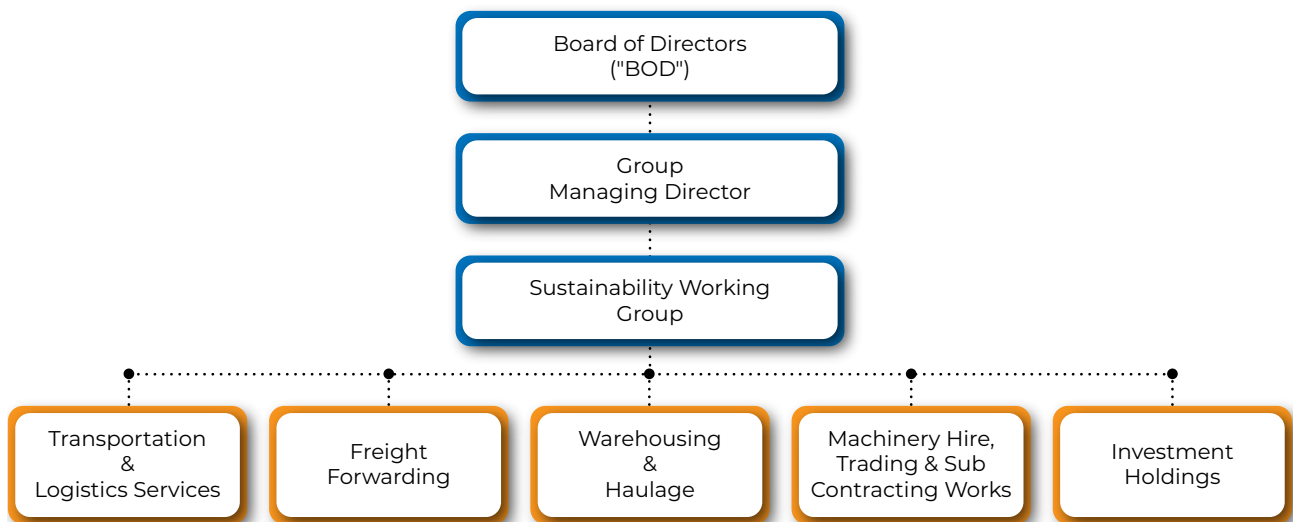 Board of Directors
("BOD")
Group
Managing Director
Sustainability Working
Group
Transportation
&
Logistics Services
Freight
Forwarding
Warehousing
&
Haulage
Machinery Hire,
Trading & Sub
Contracting Works
Investment
Holdings